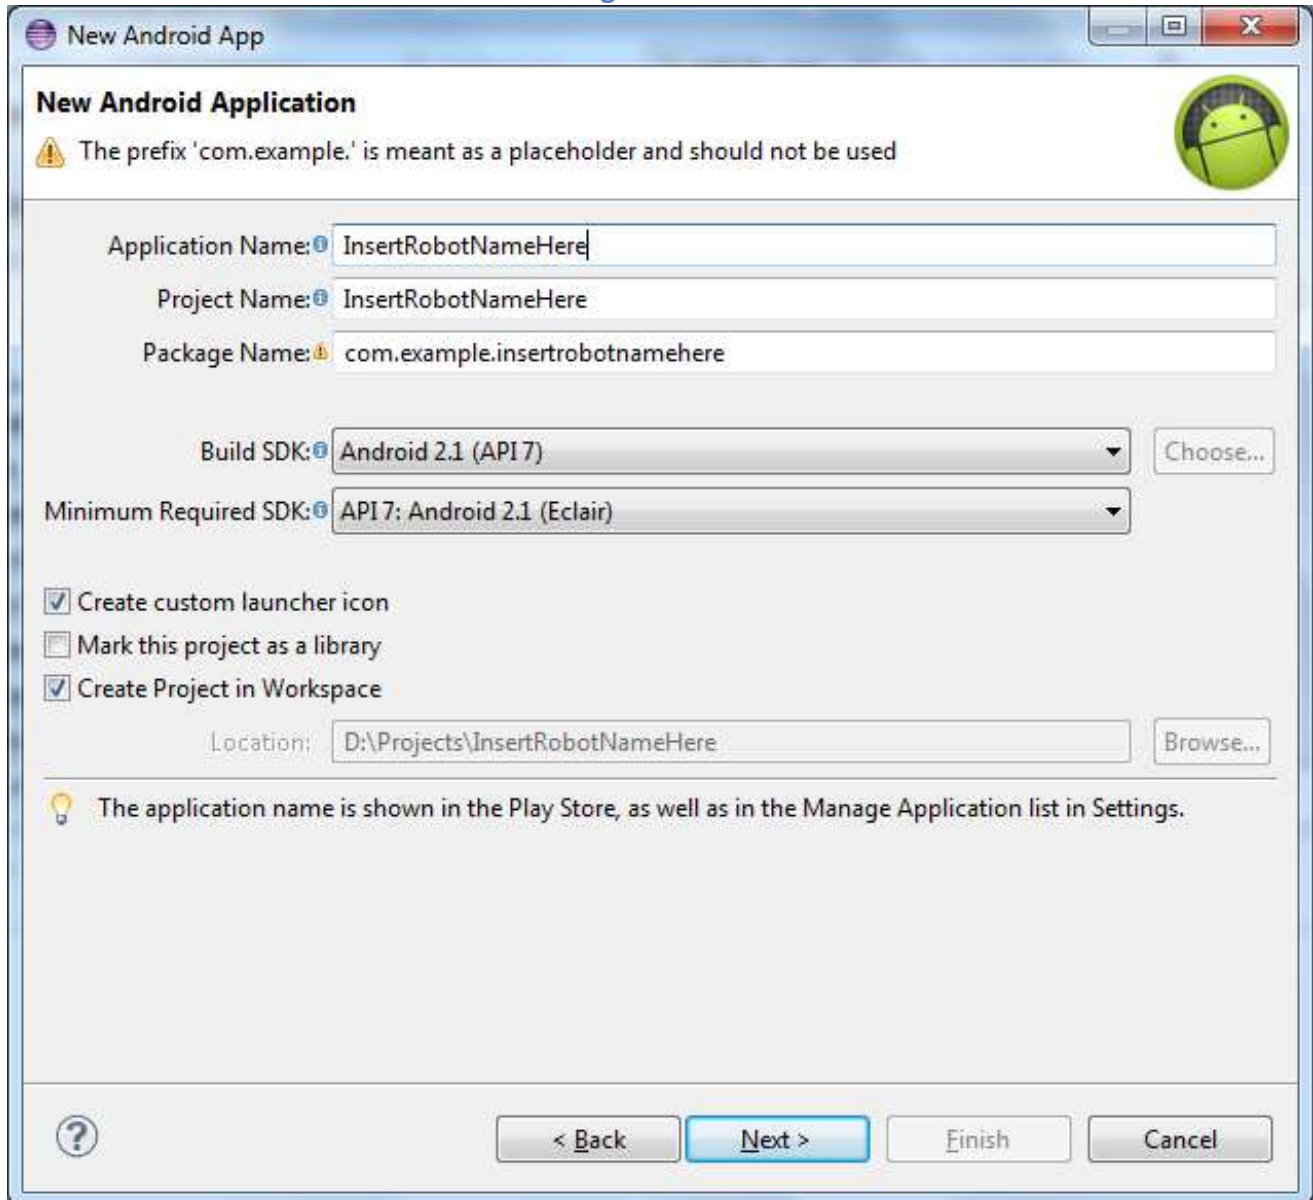 New Android App
New Android Application
The prefix 'com.example.' is meant as a placeholder and should not be used
Application Name: InsertRobotNameHere
Project Name: InsertRobotNameHere
Package Name: com.example.insertrobotnamehere
Build SDK: Android 2.1 (API 7) Choose...
Minimum Required SDK: API 7: Android 2.1 (Eclair)
Create custom launcher icon
Mark this project as a library
Create Project in Workspace
Location: D:\Projects\InsertRobotNameHere Browse...
The application name is shown in the Play Store, as well as in the Manage Application list in Settings.
? < Back Next > Finish Cancel